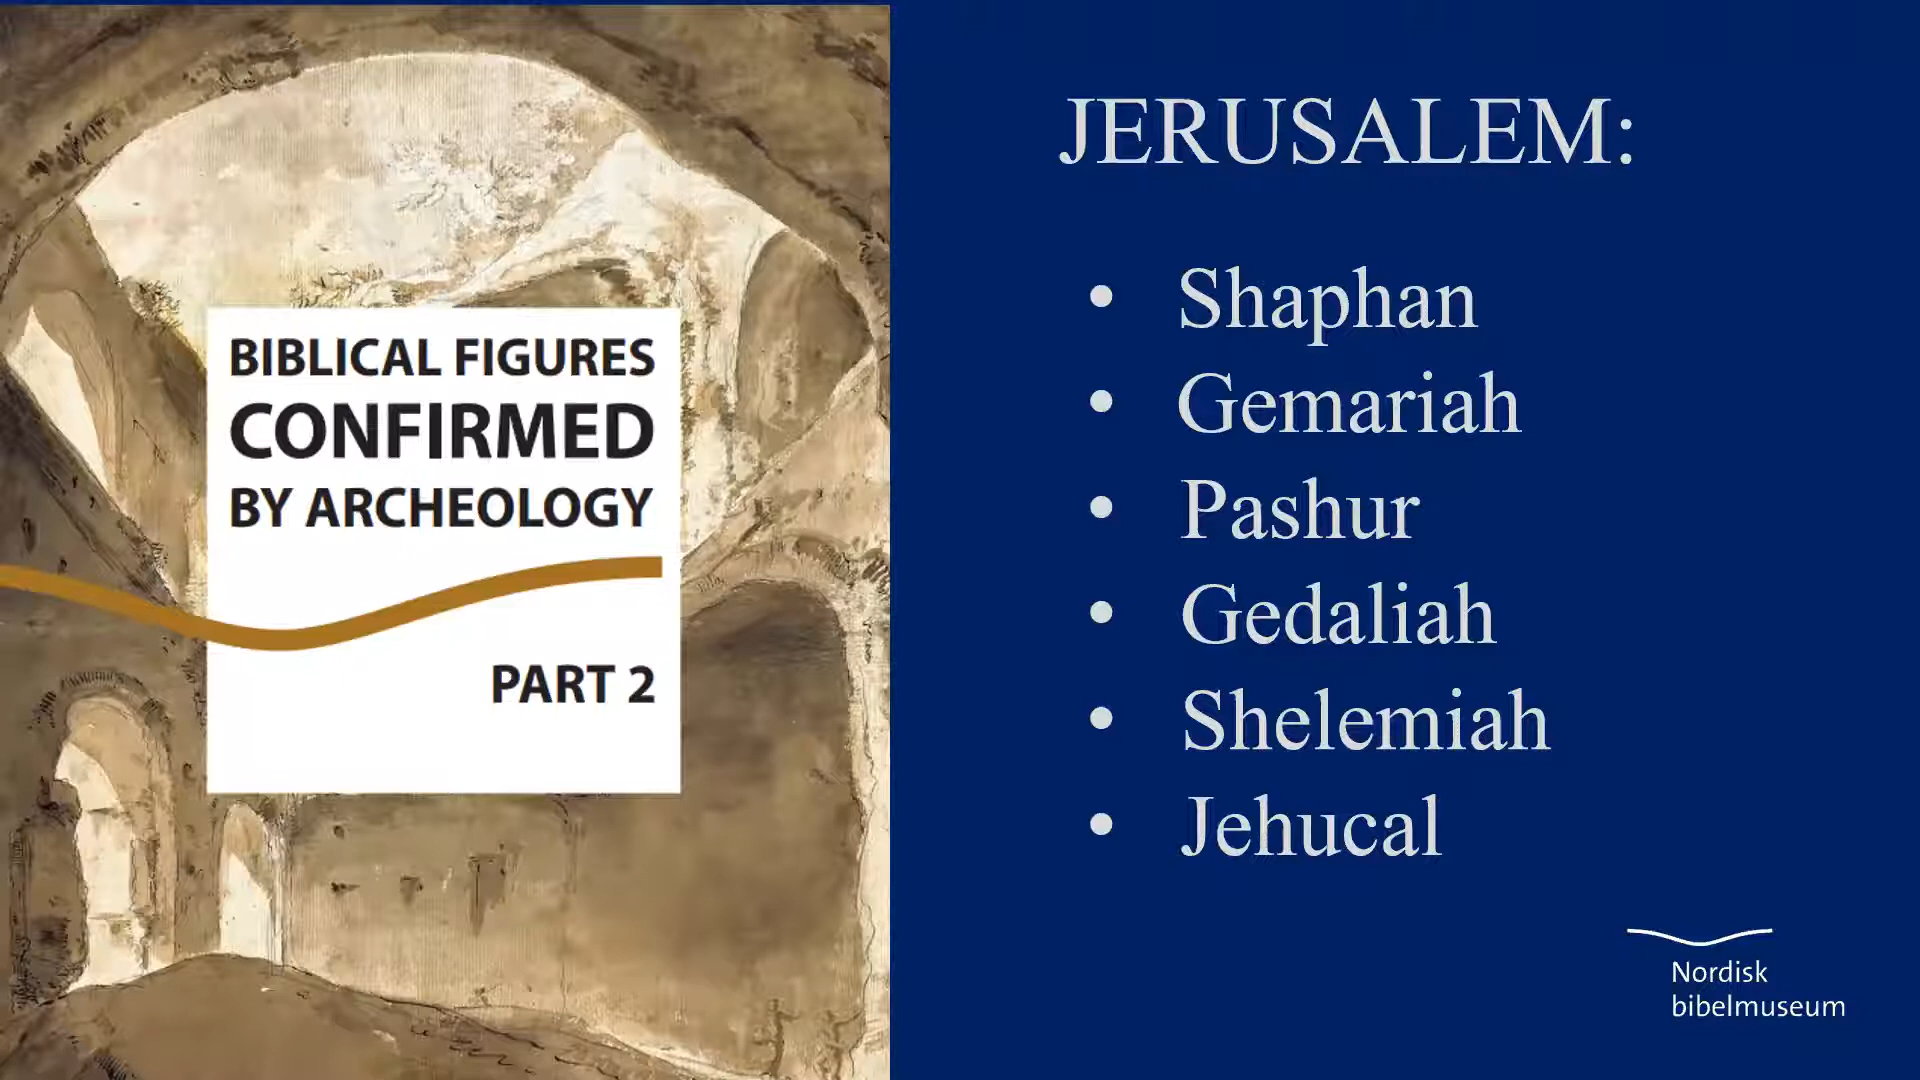 BIBLICAL FIGURES
CONFIRMED
BY ARCHEOLOGY
PART 2
JERUSALEM:
• Shaphan
• Gemariah
• Pashur
• Gedaliah
• Shelemiah
• Jehucal
Nordisk
bibelmuseum